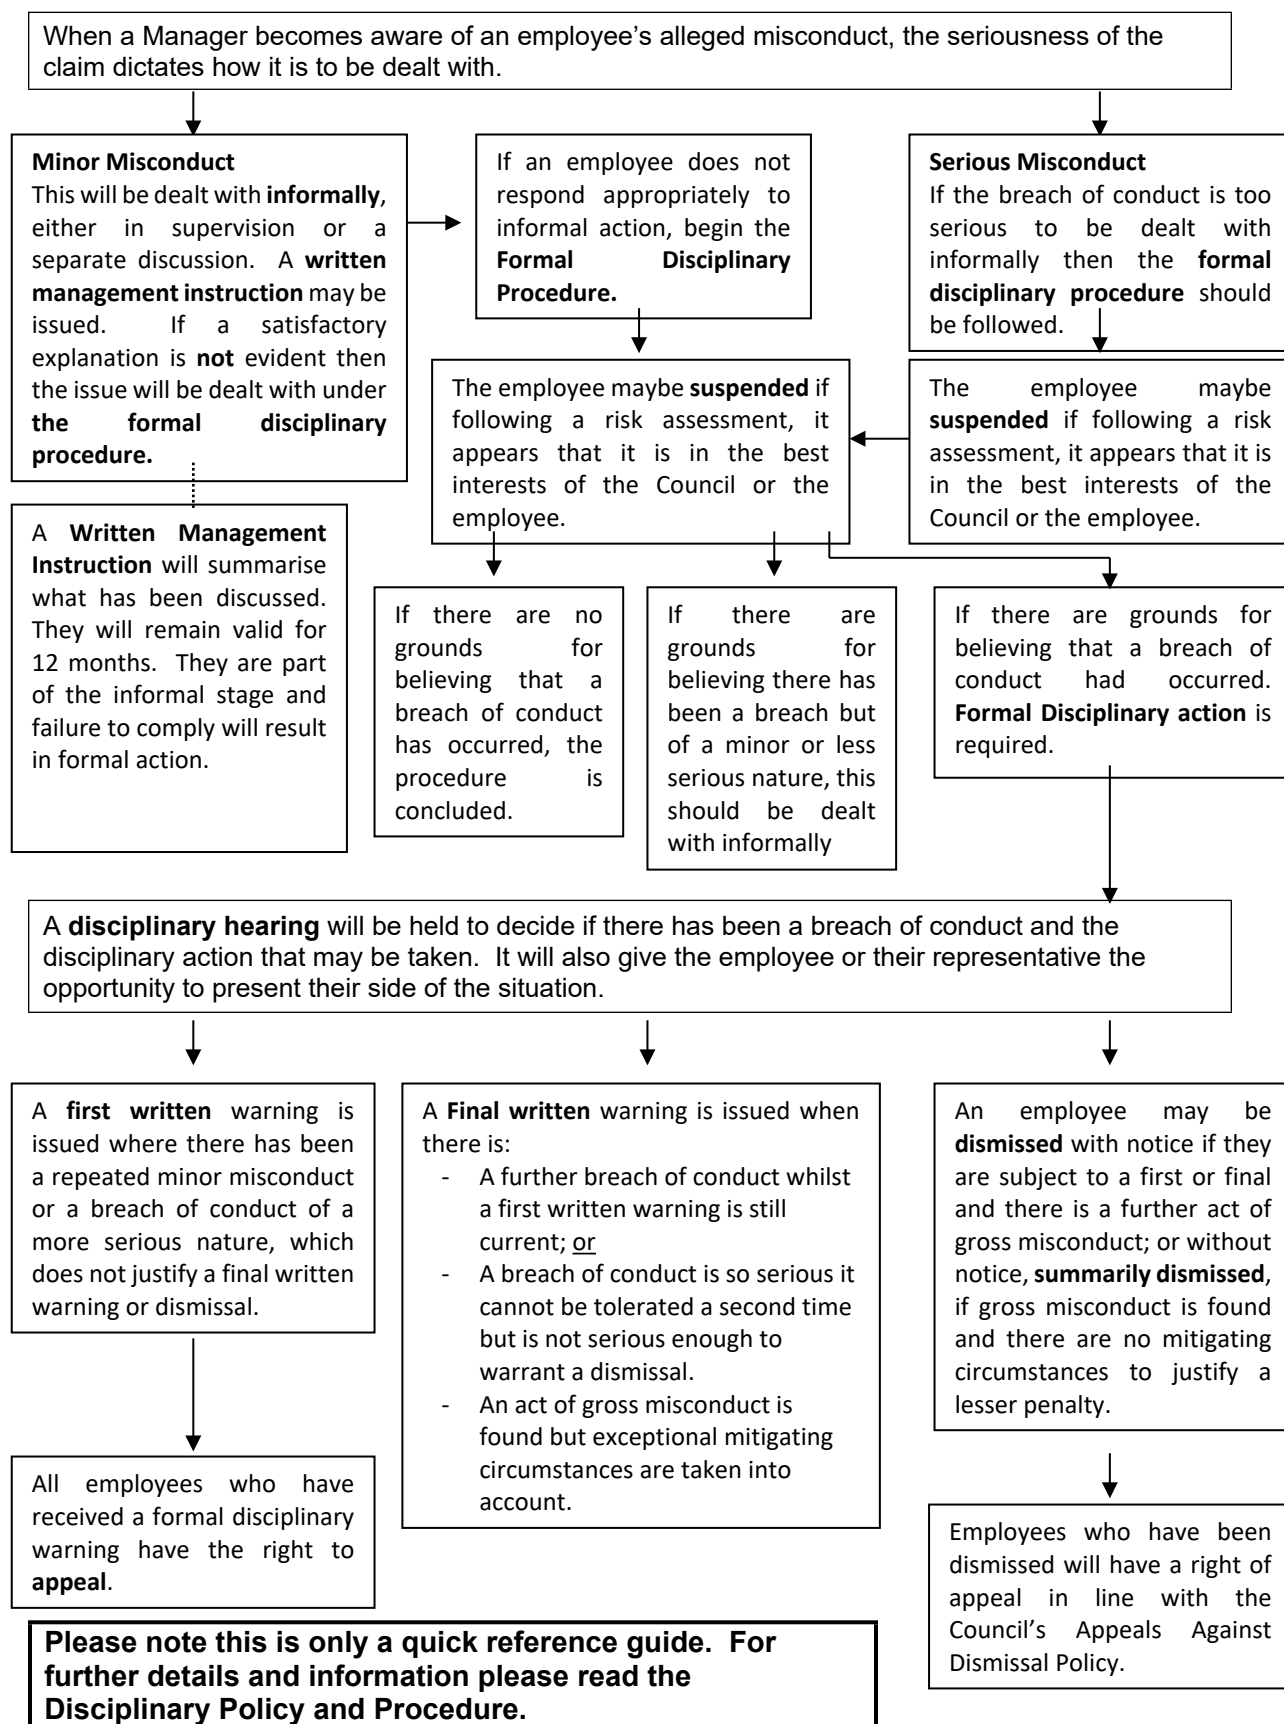 When a Manager becomes aware of an employee’s alleged misconduct, the seriousness of the
claim dictates how it is to be dealt with.
Minor Misconduct
This will be dealt with informally,
either in supervision or a
separate discussion. A written
management instruction may be
issued. If a satisfactory
explanation is not evident then
the issue will be dealt with under
the formal disciplinary
procedure.
If an employee does not
respond appropriately to
informal action, begin the
Formal Disciplinary
Procedure.
Serious Misconduct
If the breach of conduct is too
serious to be dealt with
informally then the formal
disciplinary procedure should
be followed.
The employee maybe suspended if
following a risk assessment, it
appears that it is in the best
interests of the Council or the
employee.
The employee maybe
suspended if following a risk
assessment, it appears that it is
in the best interests of the
Council or the employee.
A Written Management
Instruction will summarise
what has been discussed.
They will remain valid for
12 months. They are part
of the informal stage and
failure to comply will result
in formal action.
If there are no
grounds for
believing that a
breach of conduct
has occurred, the
procedure is
concluded.
If there are
grounds for
believing there has
been a breach but
of a minor or less
serious nature, this
should be dealt
with informally
If there are grounds for
believing that a breach of
conduct had occurred.
Formal Disciplinary action is
required.
A disciplinary hearing will be held to decide if there has been a breach of conduct and the
disciplinary action that may be taken. It will also give the employee or their representative the
opportunity to present their side of the situation.
A first written warning is
issued where there has been
a repeated minor misconduct
or a breach of conduct of a
more serious nature, which
does not justify a final written
warning or dismissal.
A Final written warning is issued when
there is:
- A further breach of conduct whilst
a first written warning is still
current; or
- A breach of conduct is so serious it
cannot be tolerated a second time
but is not serious enough to
warrant a dismissal.
- An act of gross misconduct is
found but exceptional mitigating
circumstances are taken into
account.
An employee may be
dismissed with notice if they
are subject to a first or final
and there is a further act of
gross misconduct; or without
notice, summarily dismissed,
if gross misconduct is found
and there are no mitigating
circumstances to justify a
lesser penalty.
All employees who have
received a formal disciplinary
warning have the right to
appeal.
Employees who have been
dismissed will have a right of
appeal in line with the
Council’s Appeals Against
Dismissal Policy.
Please note this is only a quick reference guide. For
further details and information please read the
Disciplinary Policy and Procedure.